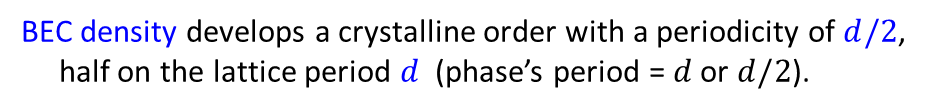 BEC density develops a crystalline order with a periodicity of d/2,
half on the lattice period d (phase's period = d or d/2).